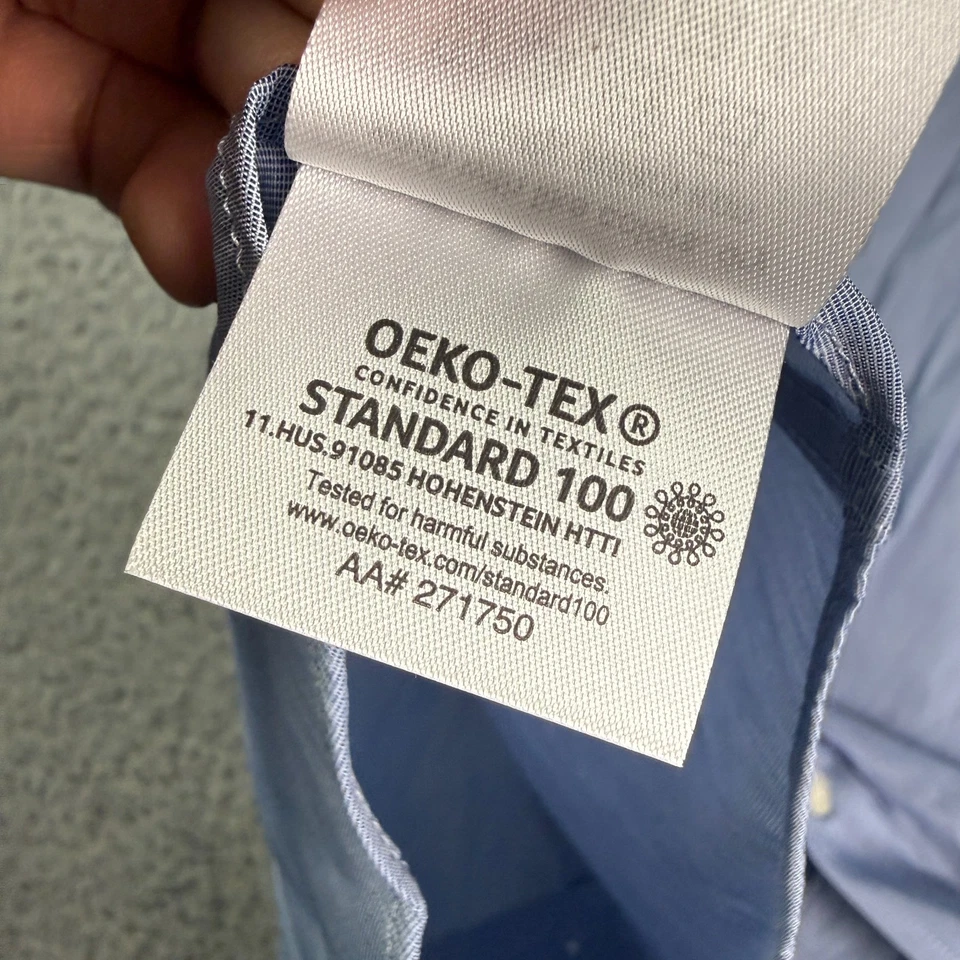 OEKO-TEX®
CONFIDENCE IN TEXTILES
STANDARD 100
11.HUS.91085 HOHENSTEIN HTTI
Tested for harmful substances.
www.oeko-tex.com/standard100
AA# 271750